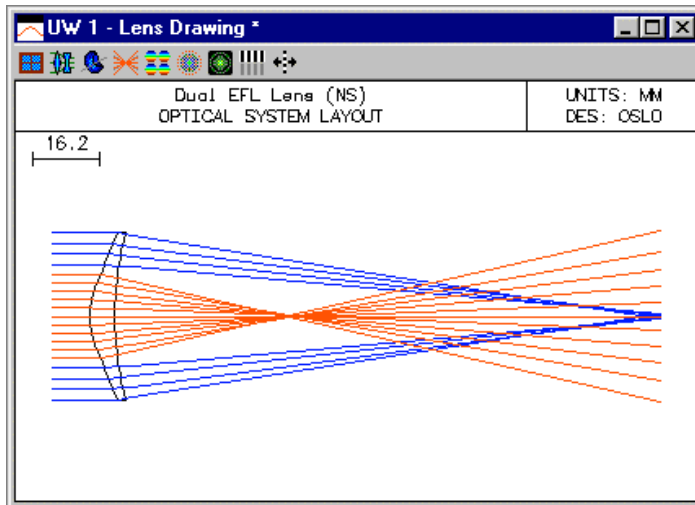 UW 1 - Lens Drawing *
Dual EFL Lens (NS)
OPTICAL SYSTEM LAYOUT
UNITS: MM
DES: OSLO
16.2